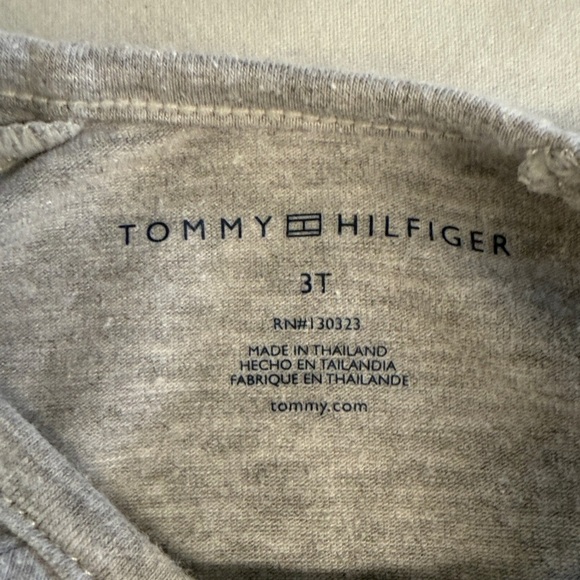 TOMMY HILFIGER
3T
RN#130323
MADE IN THAILAND
HECHO EN TAILANDIA
FABRIQUE EN THAILANDE
tommy.com